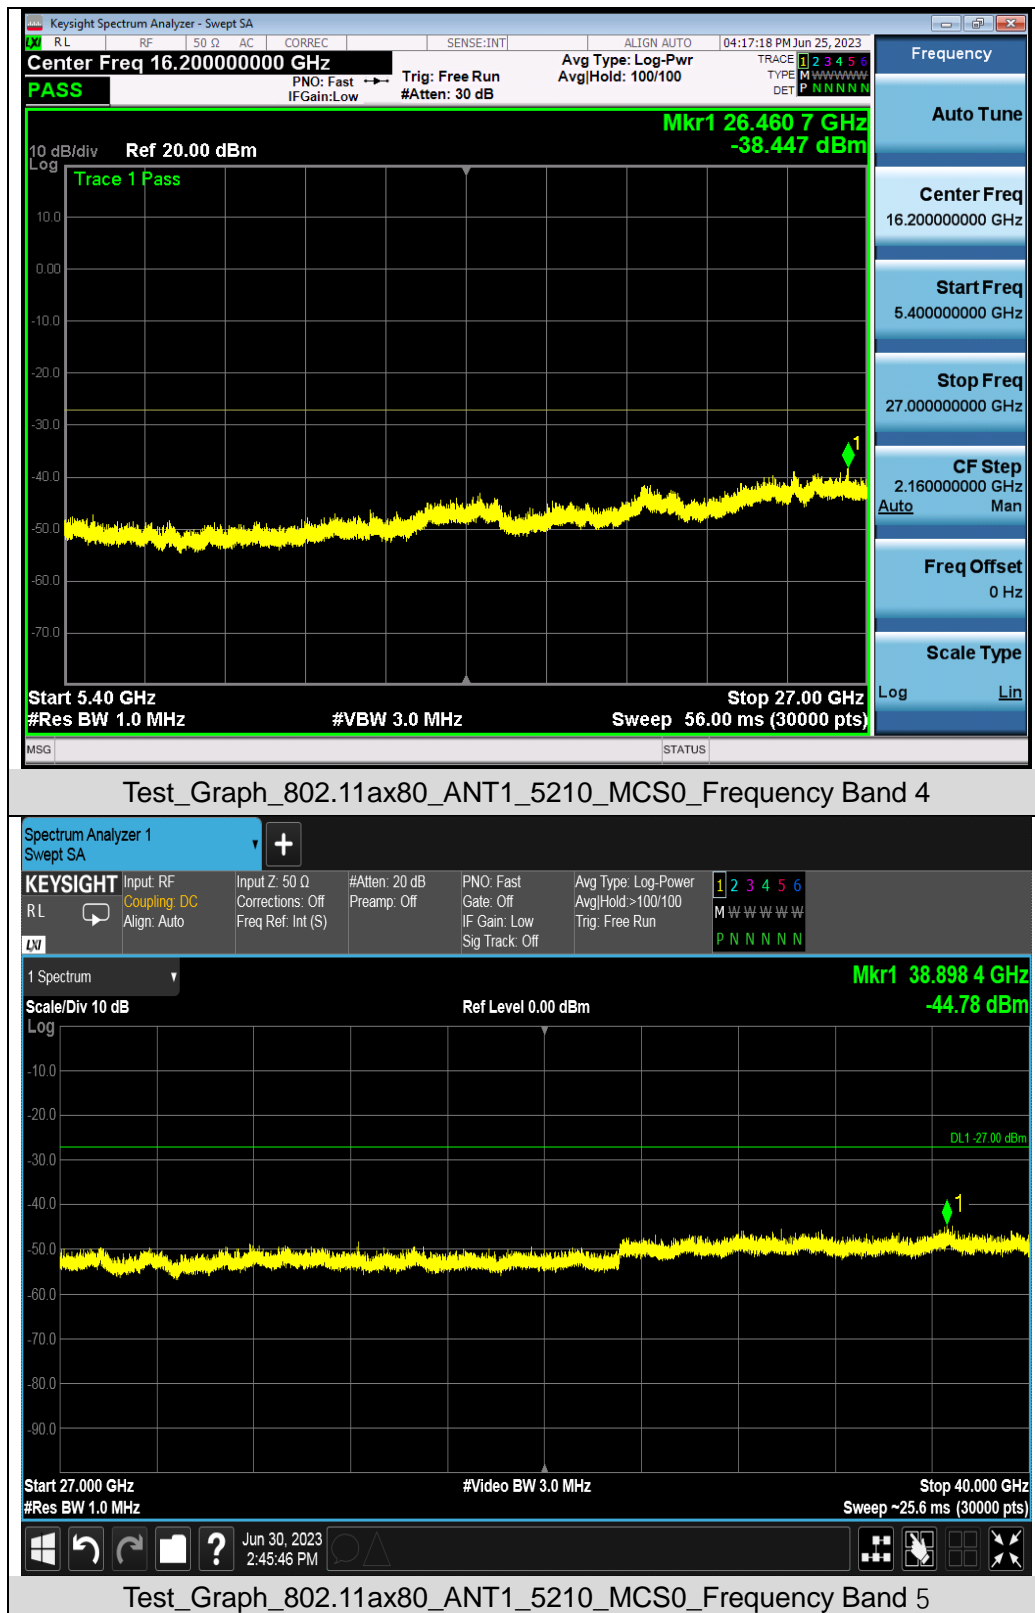 Keysight Spectrum Analyzer - Swept SA
LXI RL RF 50 Ω AC CORREC SENSE:INT ALIGN AUTO 04:17:18 PM Jun 25, 2023
Center Freq 16.200000000 GHz
PASS
PNO: Fast
IFGain:Low
Trig: Free Run
#Atten: 30 dB
Avg Type: Log-Pwr
Avg|Hold: 100/100
TRACE 1 2 3 4 5 6
TYPE M W W W W W
DET P N N N N N
Mkr1 26.460 7 GHz
-38.447 dBm
10 dB/div Ref 20.00 dBm
Log
Trace 1 Pass
10.0
0.00
-10.0
-20.0
-30.0
-40.0
-50.0
-60.0
-70.0
1
Start 5.40 GHz Stop 27.00 GHz
#Res BW 1.0 MHz #VBW 3.0 MHz Sweep 56.00 ms (30000 pts)
MSG STATUS
Frequency
Auto Tune
Center Freq
16.200000000 GHz
Start Freq
5.400000000 GHz
Stop Freq
27.000000000 GHz
CF Step
2.160000000 GHz
Auto Man
Freq Offset
0 Hz
Scale Type
Log Lin
Test_Graph_802.11ax80_ANT1_5210_MCS0_Frequency Band 4
Spectrum Analyzer 1
Swept SA
+
KEYSIGHT
RL
LXI
Input: RF
Coupling: DC
Align: Auto
Input Z: 50 Ω
Corrections: Off
Freq Ref: Int (S)
#Atten: 20 dB
Preamp: Off
PNO: Fast
Gate: Off
IF Gain: Low
Sig Track: Off
Avg Type: Log-Power
Avg|Hold:>100/100
Trig: Free Run
1 2 3 4 5 6
M W W W W W
P N N N N N
1 Spectrum
Mkr1 38.898 4 GHz
Scale/Div 10 dB Ref Level 0.00 dBm -44.78 dBm
Log
-10.0
-20.0
DL1 -27.00 dBm
-30.0
-40.0
1
-50.0
-60.0
-70.0
-80.0
-90.0
Start 27.000 GHz #Video BW 3.0 MHz Stop 40.000 GHz
#Res BW 1.0 MHz Sweep ~25.6 ms (30000 pts)
?
Jun 30, 2023
2:45:46 PM
Test_Graph_802.11ax80_ANT1_5210_MCS0_Frequency Band 5